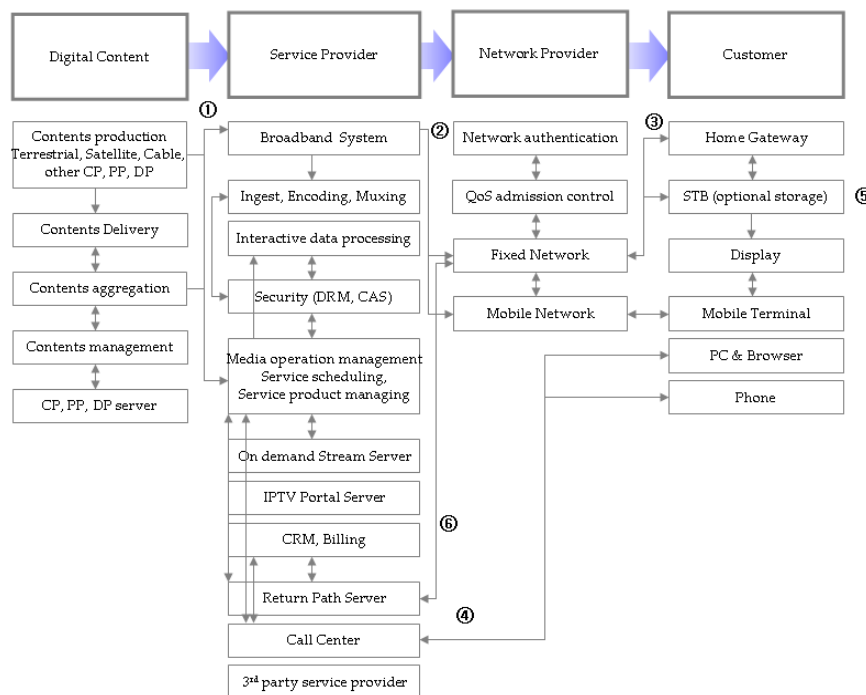 Digital Content
Service Provider
Network Provider
Customer
①
Contents production
Terrestrial, Satellite, Cable,
other CP, PP, DP
Contents Delivery
Contents aggregation
Contents management
CP, PP, DP server
Broadband System
Ingest, Encoding, Muxing
Interactive data processing
Security (DRM, CAS)
Media operation management
Service scheduling,
Service product managing
On demand Stream Server
IPTV Portal Server
CRM, Billing
Return Path Server
Call Center
3rd party service provider
②
Network authentication
QoS admission control
Fixed Network
Mobile Network
⑥
④
③
Home Gateway
STB (optional storage)
⑤
Display
Mobile Terminal
PC & Browser
Phone